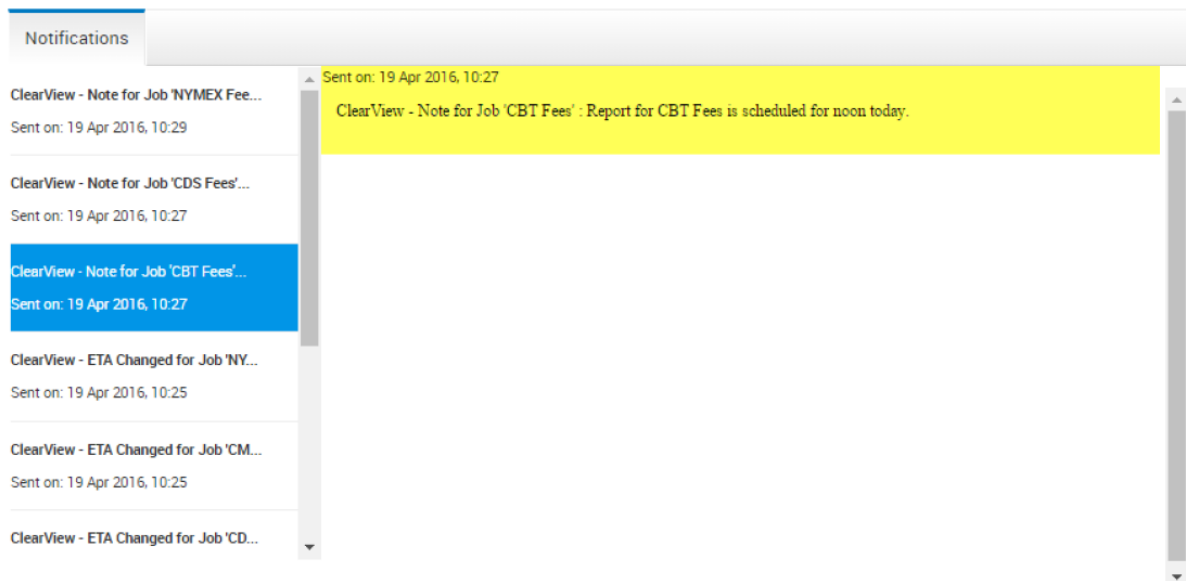 Notifications
ClearView - Note for Job 'NYMEX Fee...
Sent on: 19 Apr 2016, 10:29
ClearView - Note for Job 'CDS Fees'...
Sent on: 19 Apr 2016, 10:27
ClearView - Note for Job 'CBT Fees'...
Sent on: 19 Apr 2016, 10:27
ClearView - ETA Changed for Job 'NY...
Sent on: 19 Apr 2016, 10:25
ClearView - ETA Changed for Job 'CM...
Sent on: 19 Apr 2016, 10:25
ClearView - ETA Changed for Job 'CD...
Sent on: 19 Apr 2016, 10:27
ClearView - Note for Job 'CBT Fees' : Report for CBT Fees is scheduled for noon today.